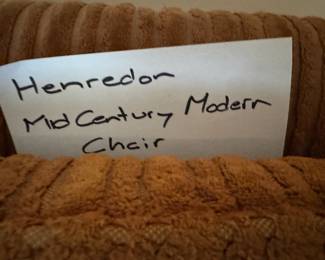 Henredon
Mid Century Modern
Chair